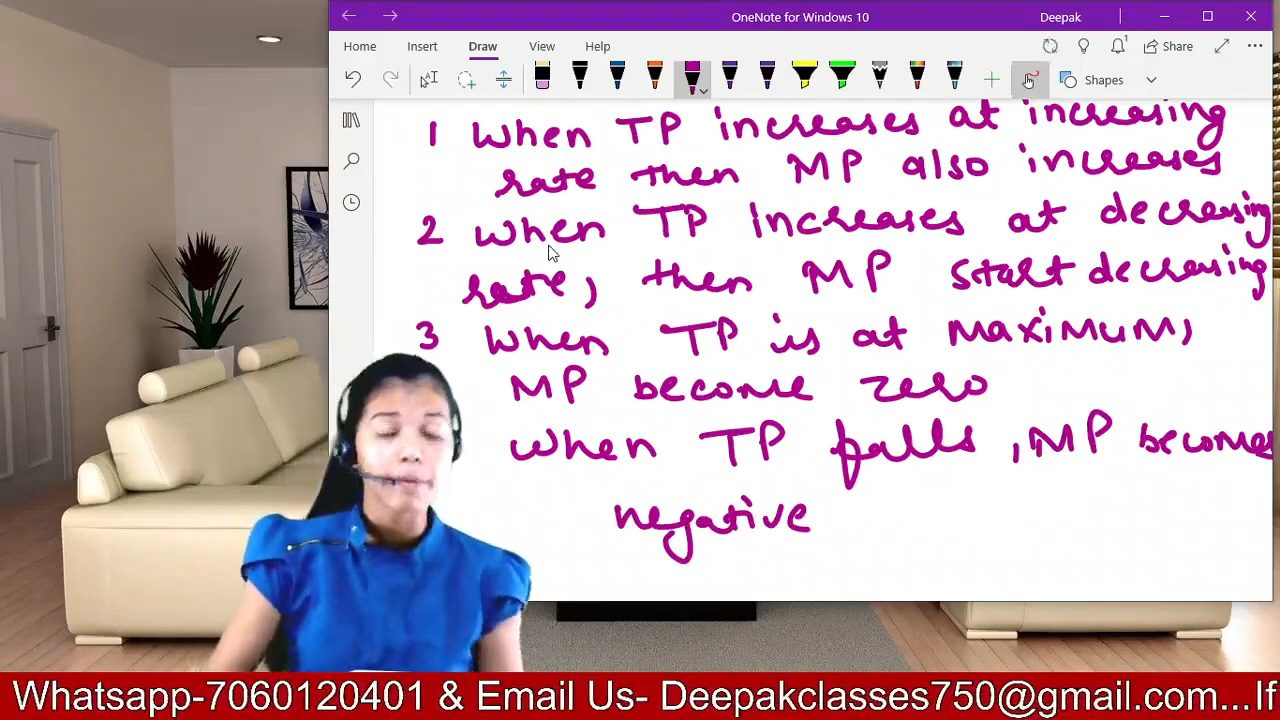 OneNote for Windows 10
Deepak
Home Insert Draw View Help
Share
Shapes
1 When TP increases at increasing
rate then MP also increases
2 When TP increases at decreasing
rate, then MP start decreasing
3 When TP is at maximum,
MP become zero
when TP falls, MP becomes
negative
Whatsapp-7060120401 & Email Us- Deepakclasses750@gmail.com...If